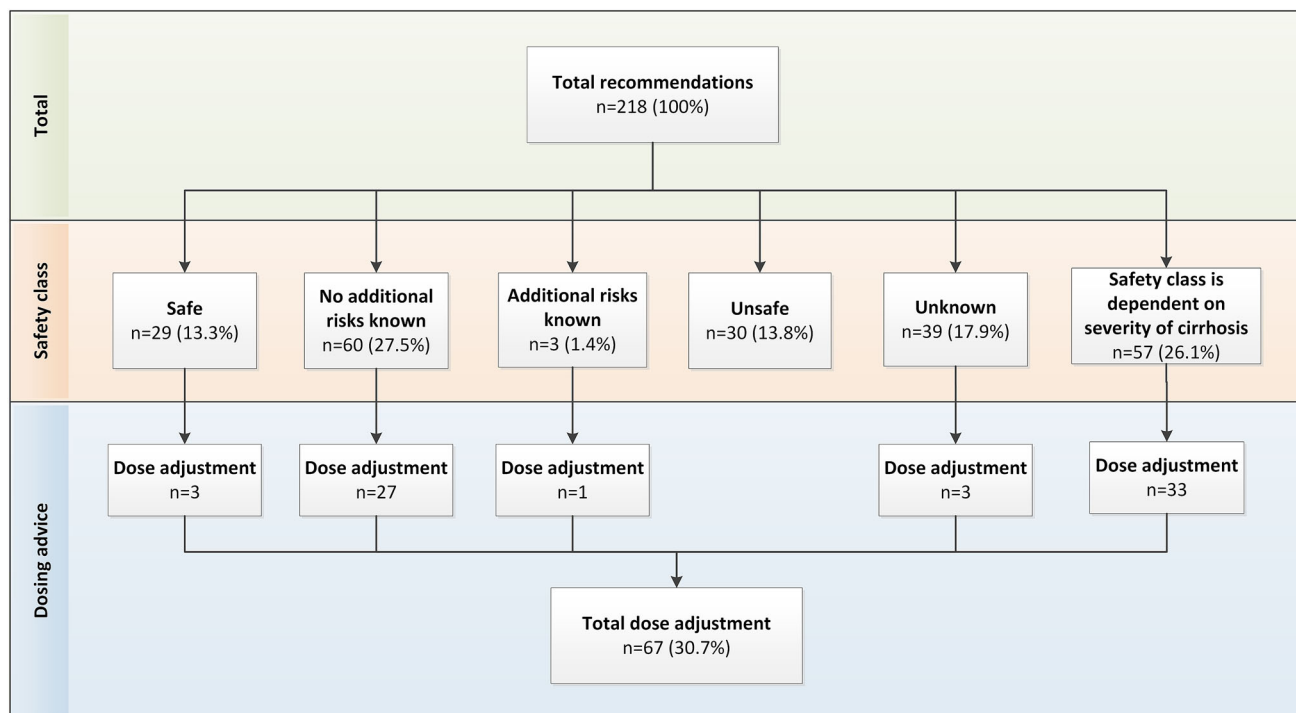 Total
Total recommendations
n=218 (100%)
Safety class
Safe
n=29 (13.3%)
No additional
risks known
n=60 (27.5%)
Additional risks
known
n=3 (1.4%)
Unsafe
n=30 (13.8%)
Unknown
n=39 (17.9%)
Safety class is
dependent on
severity of cirrhosis
n=57 (26.1%)
Dosing advice
Dose adjustment
n=3
Dose adjustment
n=27
Dose adjustment
n=1
Dose adjustment
n=3
Dose adjustment
n=33
Total dose adjustment
n=67 (30.7%)